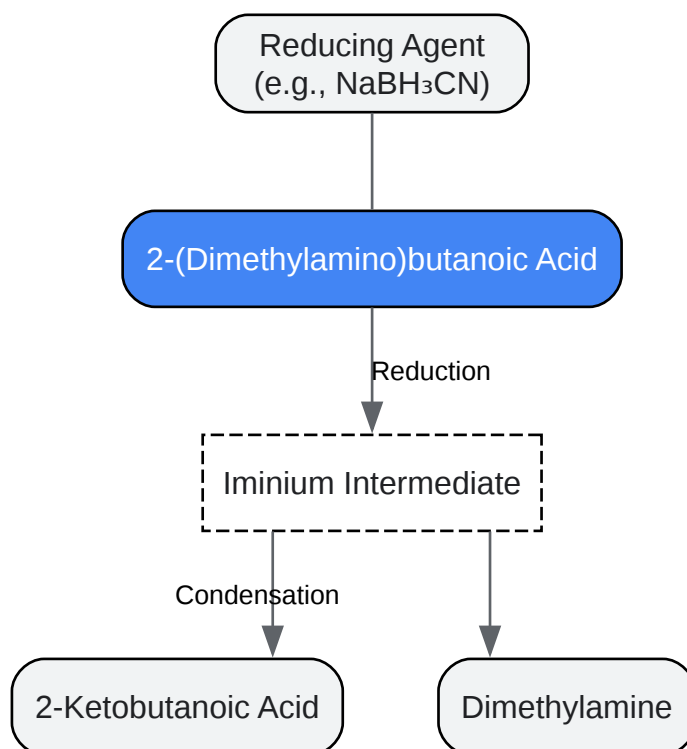 Reducing Agent
(e.g., NaBH₃CN)
2-(Dimethylamino)butanoic Acid
Reduction
Iminium Intermediate
Condensation
2-Ketobutanoic Acid
Dimethylamine